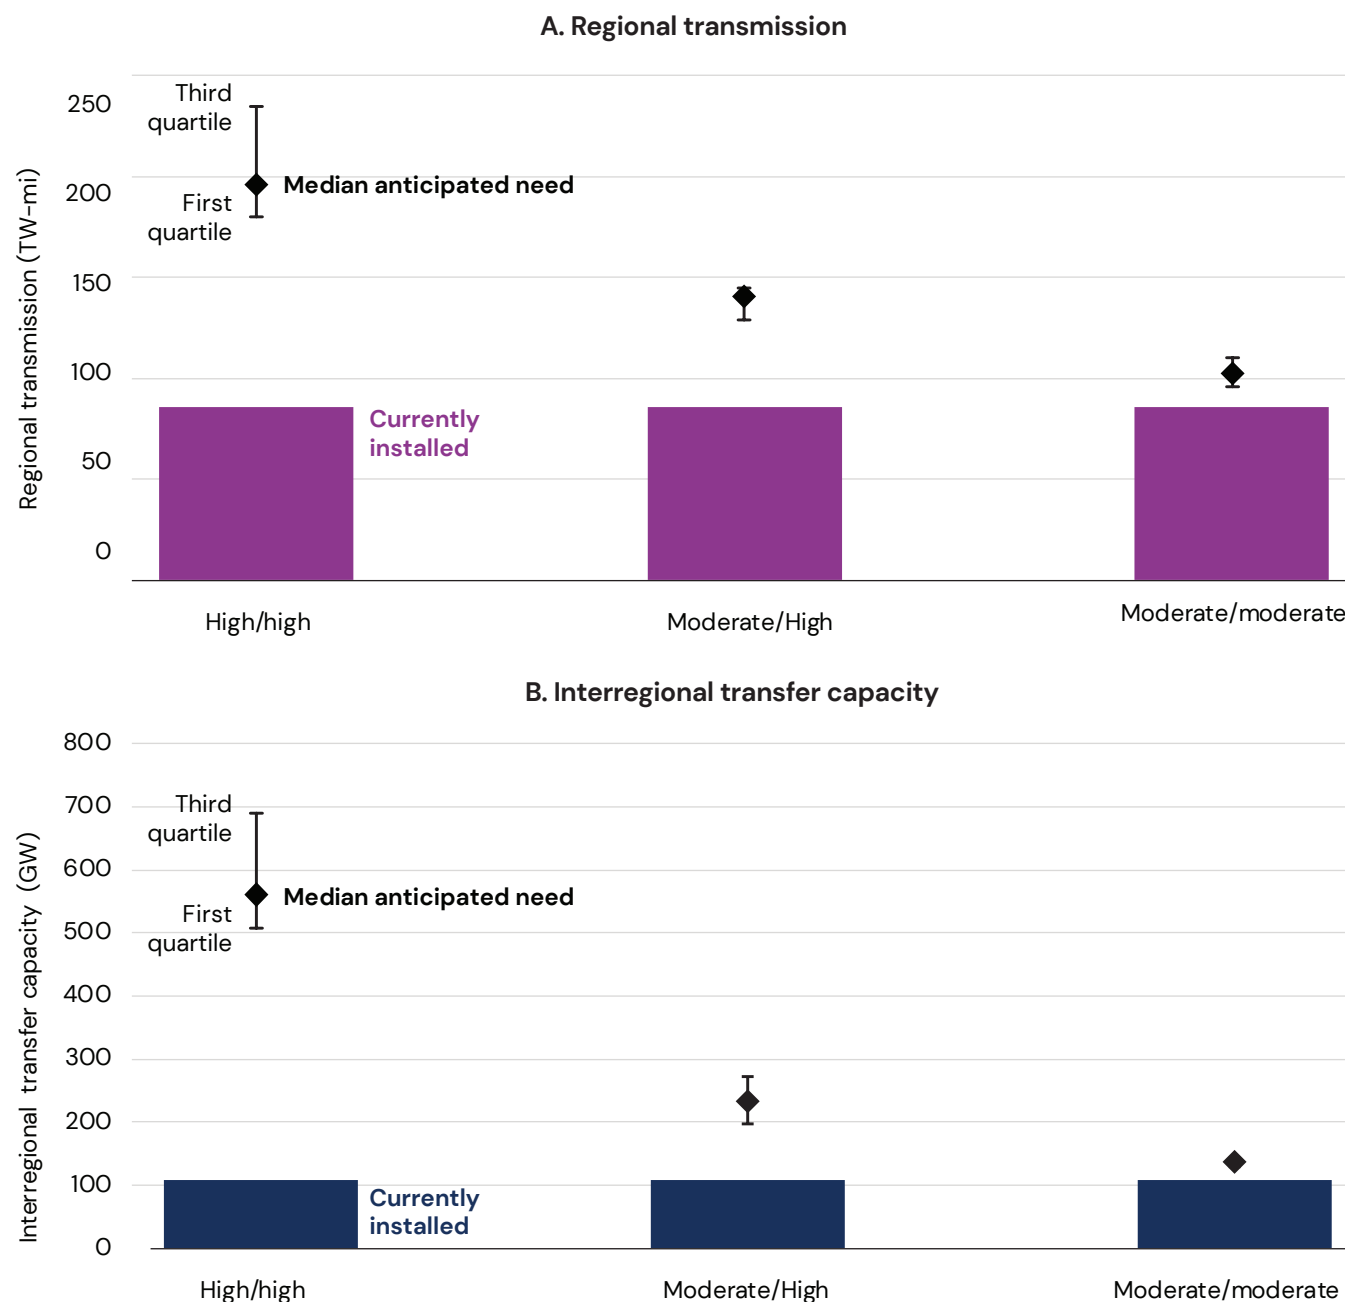 A. Regional transmission
Regional transmission (TW-mi)
250
200
150
100
50
0
Third
quartile
Median anticipated need
First
quartile
Currently
installed
High/high
Moderate/High
Moderate/moderate
B. Interregional transfer capacity
Interregional transfer capacity (GW)
800
700
600
500
400
300
200
100
0
Third
quartile
Median anticipated need
First
quartile
Currently
installed
High/high
Moderate/High
Moderate/moderate